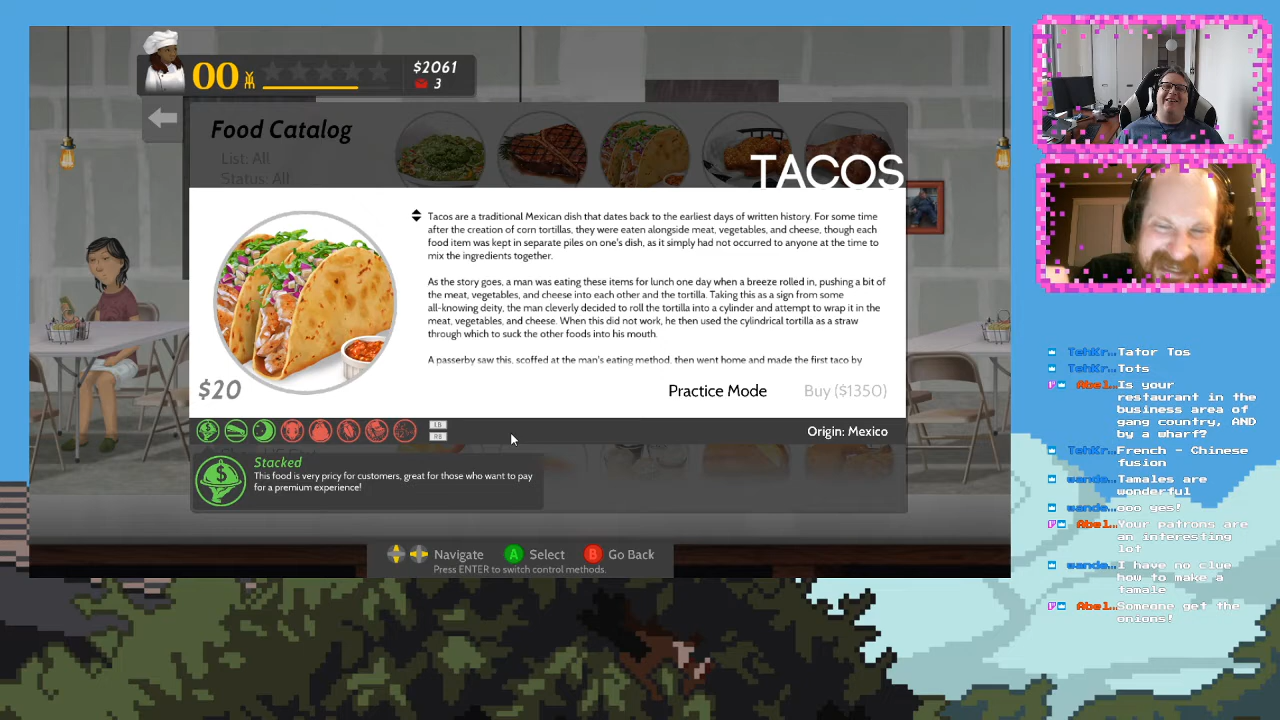 00
$2061
3
Food Catalog
List: All
Status: All
TACOS
Tacos are a traditional Mexican dish that dates back to the earliest days of written history. For some time
after the creation of corn tortillas, they were eaten alongside meat, vegetables, and cheese, though each
food item was kept in separate piles on one's dish, as it simply had not occurred to anyone at the time to
mix the ingredients together.
As the story goes, a man was eating these items for lunch one day when a breeze rolled in, pushing a bit of
the meat, vegetables, and cheese into each other and the tortilla. Taking this as a sign from some
all-knowing deity, the man cleverly decided to roll the tortilla into a cylinder and attempt to wrap it in the
meat, vegetables, and cheese. When this did not work, he then used the cylindrical tortilla as a straw
through which to suck the other foods into his mouth.
A passerby saw this, scoffed at the man's eating method, then went home and made the first taco by
$20
Practice Mode
Buy ($1350)
LB
RB
Origin: Mexico
Stacked
This food is very pricy for customers, great for those who want to pay
for a premium experience!
Navigate
A Select
B Go Back
Press ENTER to switch control methods.
TehKr… Tator Tos
TehKr… Tots
Abel… Is your
restaurant in the
business area of
gang country, AND
by a wharf?
TehKr… French - Chinese
fusion
wande… Tamales are
wonderful
wande… ooo yes!
Abel… Your patrons are
an interesting
lot
wande… I have no clue
how to make a
tamale
Abel… Someone get the
onions!